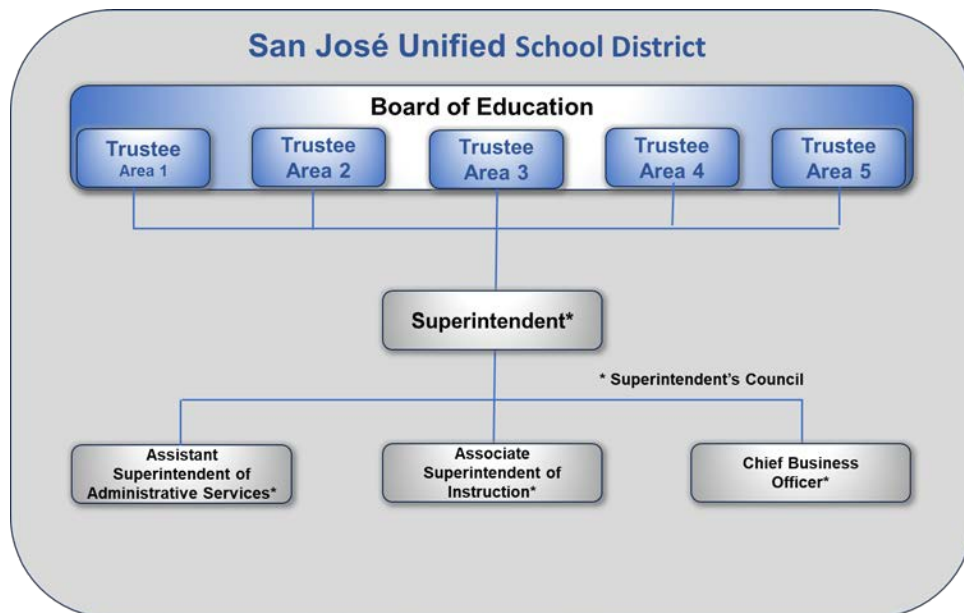 San José Unified School District
Board of Education
Trustee
Area 1
Trustee
Area 2
Trustee
Area 3
Trustee
Area 4
Trustee
Area 5
Superintendent*
* Superintendent's Council
Assistant
Superintendent of
Administrative Services*
Associate
Superintendent of
Instruction*
Chief Business
Officer*